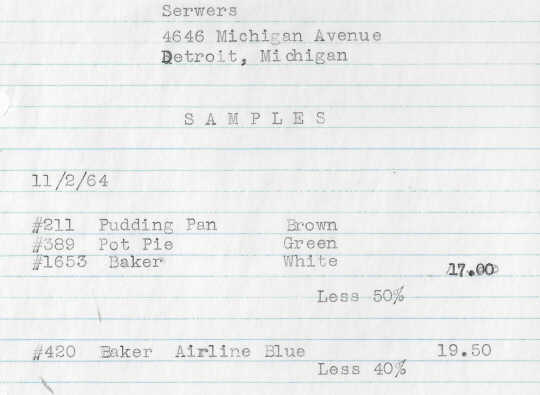 Serwers
4646 Michigan Avenue
Detroit, Michigan
S A M P L E S
11/2/64
#211 Pudding Pan Brown
#389 Pot Pie Green
#1653 Baker White 17.00
Less 50%
#420 Baker Airline Blue 19.50
Less 40%